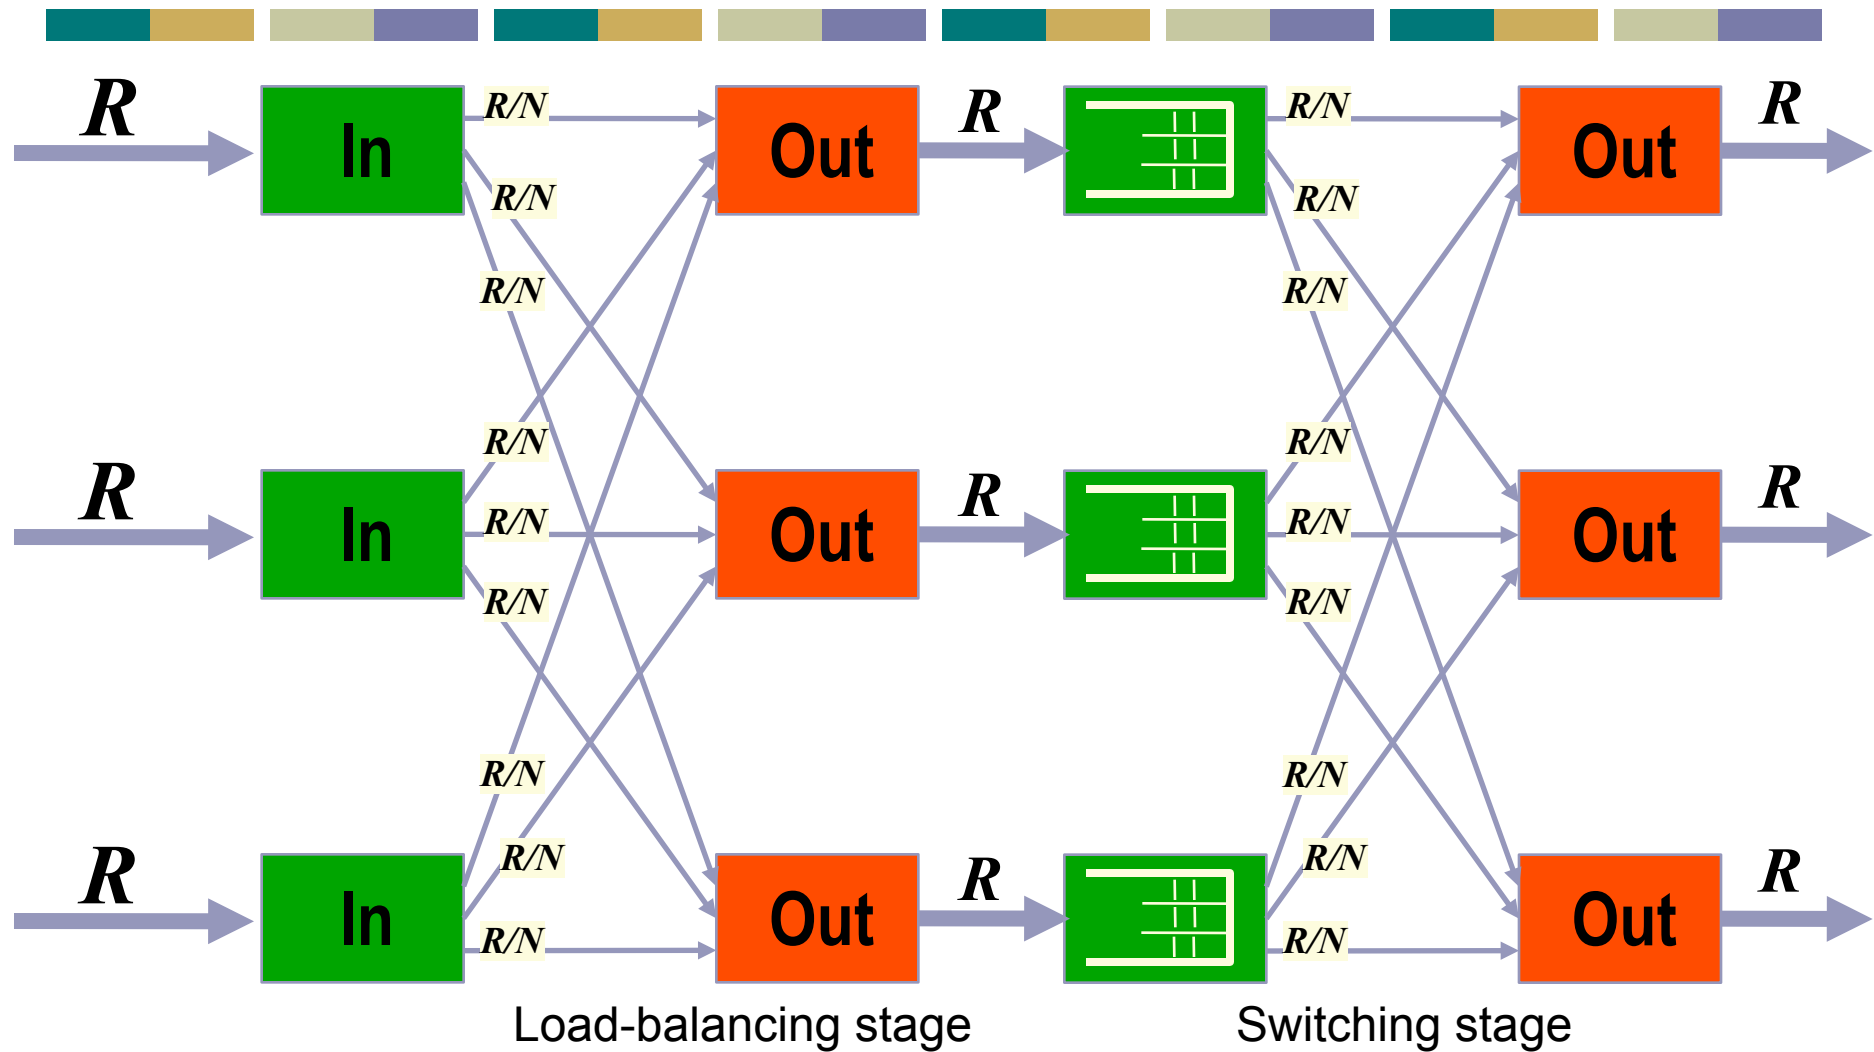 R R/N R R/N R
In Out Out
R/N R/N
R/N R/N
R/N R/N
R R R
In R/N Out R/N Out
R/N R/N
R/N R/N
R R/N R R/N R
In Out Out
R/N R/N
Load-balancing stage Switching stage